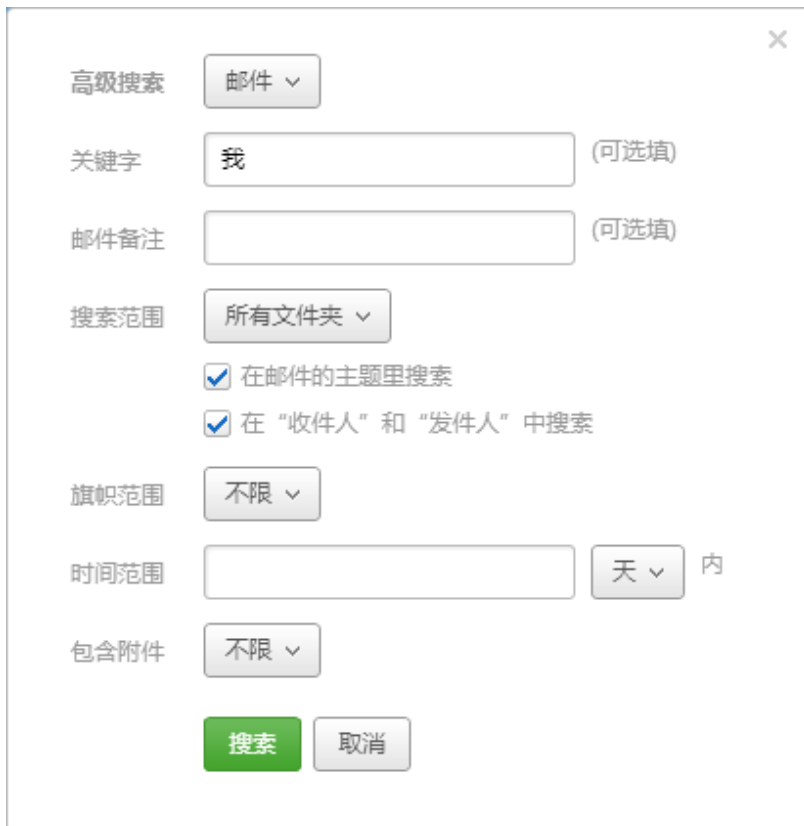 高级搜索 邮件
关键字 我 (可选填)
邮件备注 (可选填)
搜索范围 所有文件夹
在邮件的主题里搜索
在“收件人”和“发件人”中搜索
旗帜范围 不限
时间范围 天 内
包含附件 不限
搜索 取消